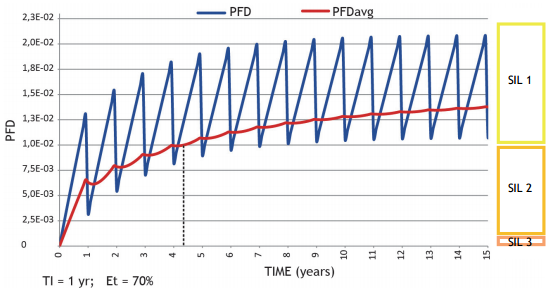 PFD PFDavg
2,3E-02
2,0E-02
1,8E-02
1,5E-02
1,3E-02
1,0E-02
7,5E-03
5,0E-03
2,5E-03
0
PFD
0 1 2 3 4 5 6 7 8 9 10 11 12 13 14 15
TIME (years)
TI = 1 yr; Et = 70%
SIL 1
SIL 2
SIL 3